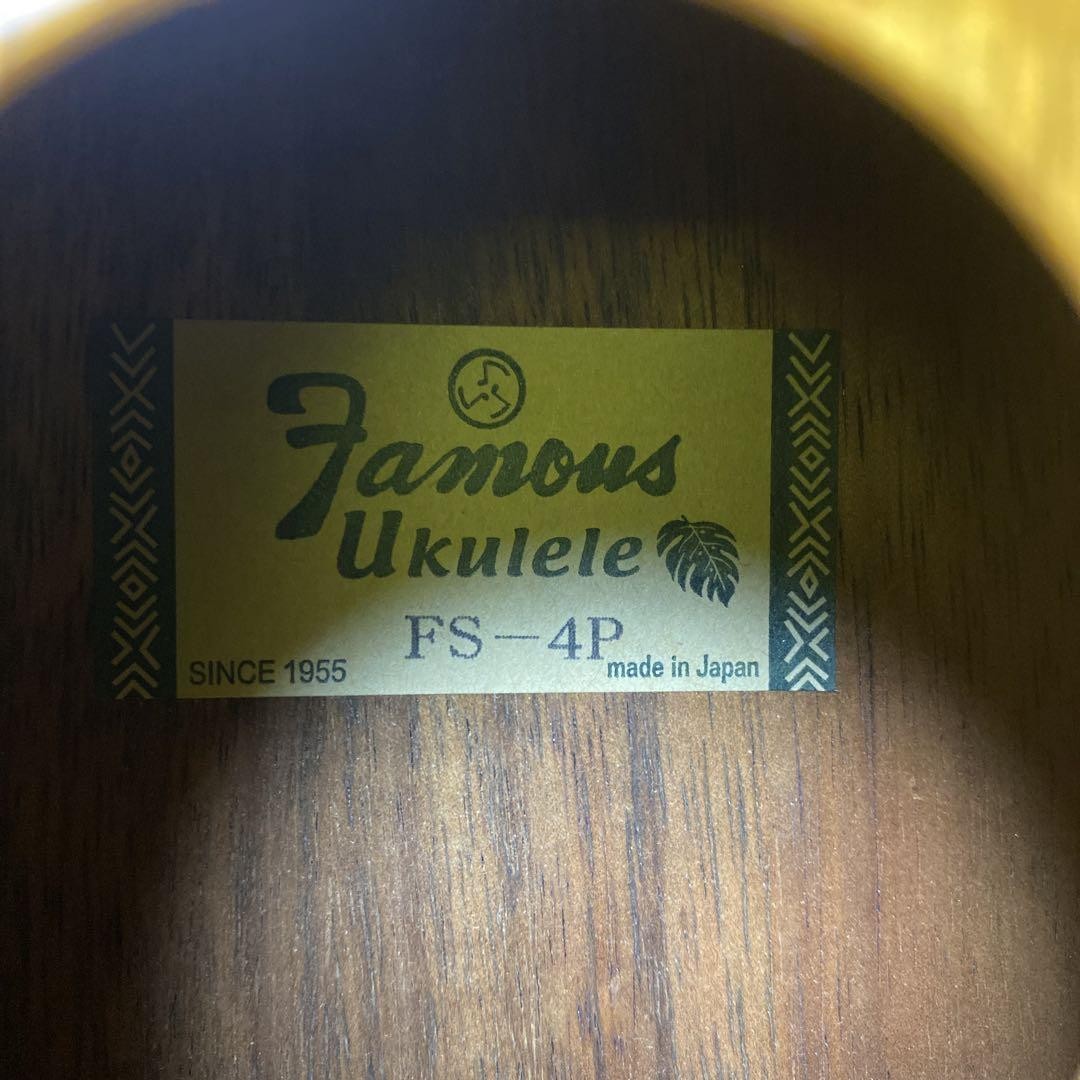 Famous
Ukulele
FS-4P
SINCE 1955
made in Japan